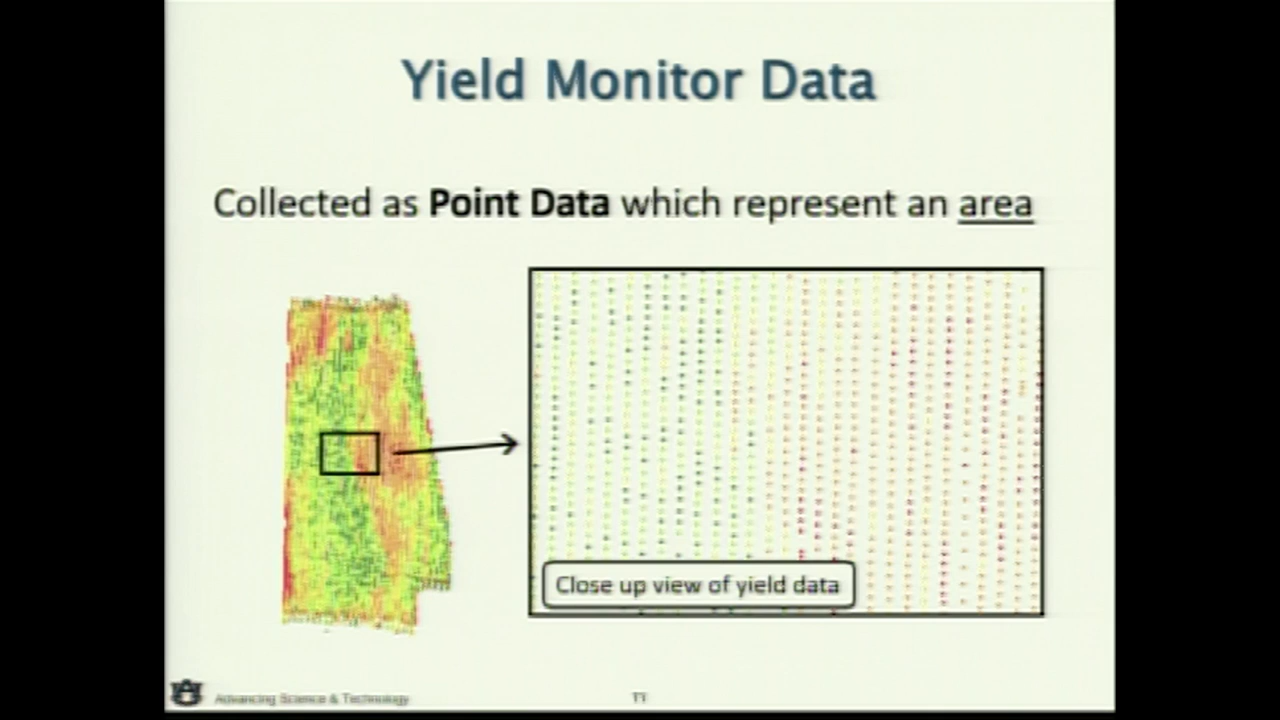 Yield Monitor Data
Collected as Point Data which represent an area
Close up view of yield data
Advancing Science & Technology